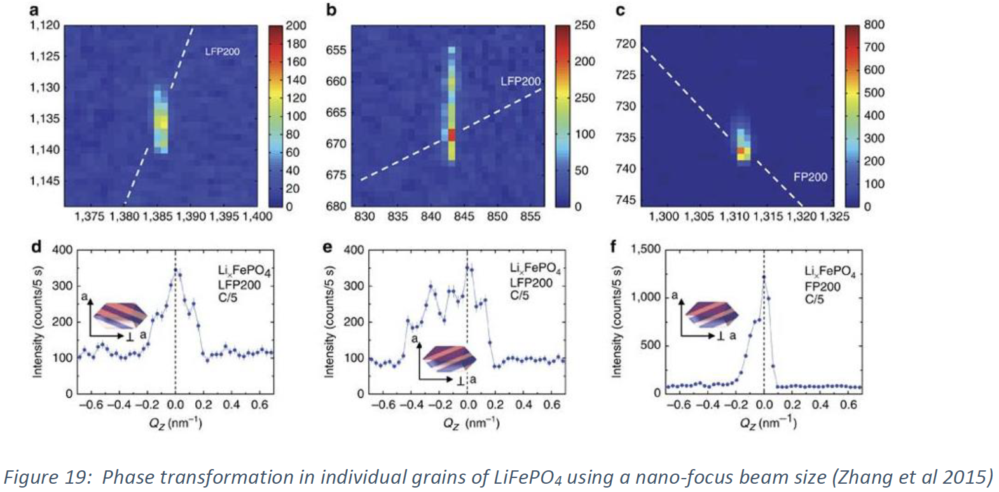 a
1,120
1,125
1,130
1,135
1,140
1,145
1,375 1,380 1,385 1,390 1,395 1,400
LFP200
200
180
160
140
120
100
80
60
40
20
0
b
655
660
665
670
675
680
830 835 840 845 850 855
LFP200
250
200
250
100
50
0
c
720
725
730
735
740
745
1,300 1,305 1,310 1,315 1,320 1,325
FP200
800
700
600
500
400
300
200
100
0
d
Intensity (counts/5 s)
400
300
200
100
0
LiₓFePO₄
LFP200
C/5
a
⊥ a
−0.6 −0.4 −0.2 0.0 0.2 0.4 0.6
Q_Z (nm⁻¹)
e
Intensity (counts/5 s)
400
300
200
100
0
LiₓFePO₄
LFP200
C/5
a
⊥ a
−0.6 −0.4 −0.2 0.0 0.2 0.4 0.6
Q_Z (nm⁻¹)
f
Intensity (counts/5 s)
1,500
1,000
500
0
LiₓFePO₄
FP200
C/5
a
⊥ a
−0.6 −0.4 −0.2 0.0 0.2 0.4 0.6
Q_Z (nm⁻¹)
Figure 19: Phase transformation in individual grains of LiFePO₄ using a nano-focus beam size (Zhang et al 2015)